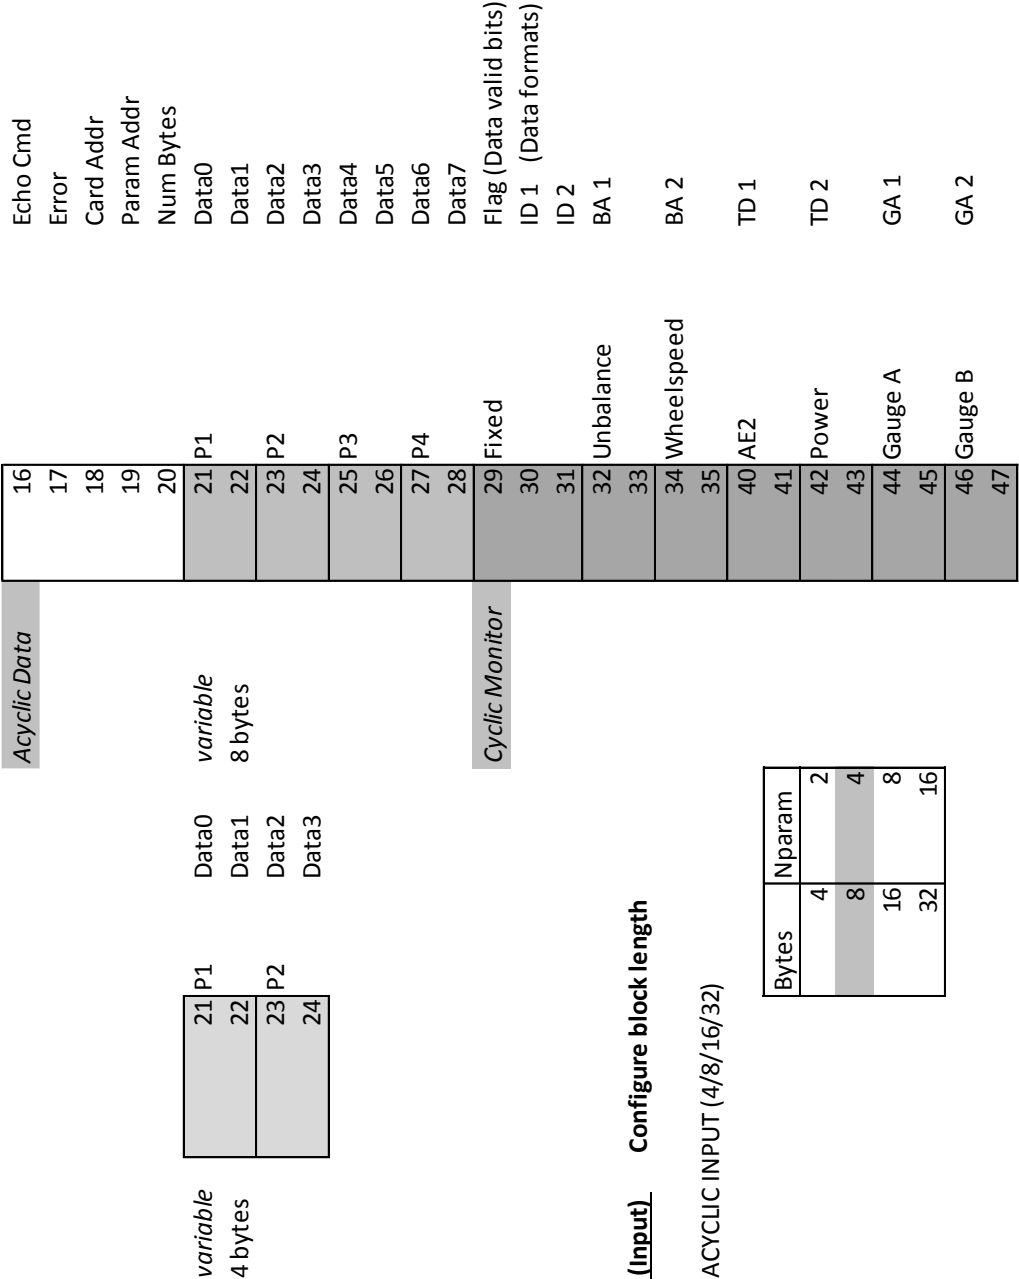 Acyclic Data 16 Echo Cmd
17 Error
18 Card Addr
19 Param Addr
20 Num Bytes
variable 21 P1 Data0 variable 21 P1 Data0
4 bytes 22 Data1 8 bytes 22 Data1
23 P2 Data2 23 P2 Data2
24 Data3 24 Data3
25 P3 Data4
26 Data5
27 P4 Data6
28 Data7
Cyclic Monitor 29 Fixed Flag (Data valid bits)
30 ID 1 (Data formats)
31 ID 2
32 Unbalance BA 1
(Input) Configure block length 33
34 Wheelspeed BA 2
ACYCLIC INPUT (4/8/16/32) 35
40 AE2 TD 1
Bytes Nparam 41
4 2 42 Power TD 2
8 4 43
16 8 44 Gauge A GA 1
32 16 45
46 Gauge B GA 2
47